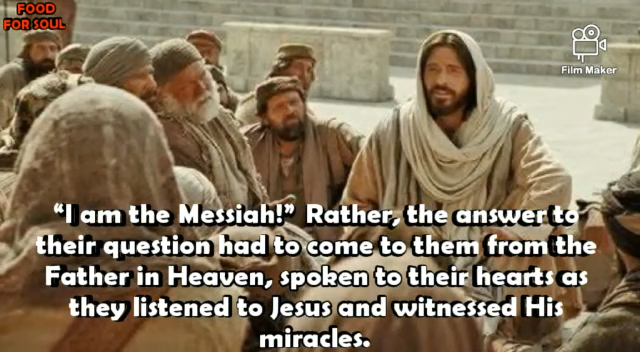 FOOD
FOR SOUL
Film Maker
“I am the Messiah!” Rather, the answer to
their question had to come to them from the
Father in Heaven, spoken to their hearts as
they listened to Jesus and witnessed His
miracles.